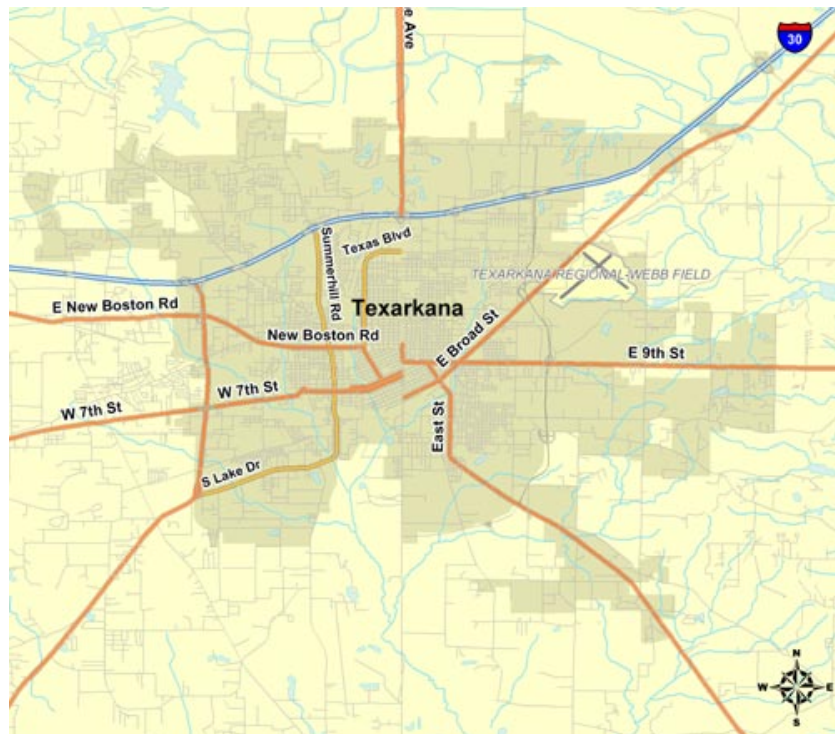 e Ave
30
Summerhill Rd
Texas Blvd
TEXARKANA REGIONAL-WEBB FIELD
E New Boston Rd
Texarkana
New Boston Rd
E Broad St
E 9th St
W 7th St
W 7th St
East St
S Lake Dr
N
W
E
S